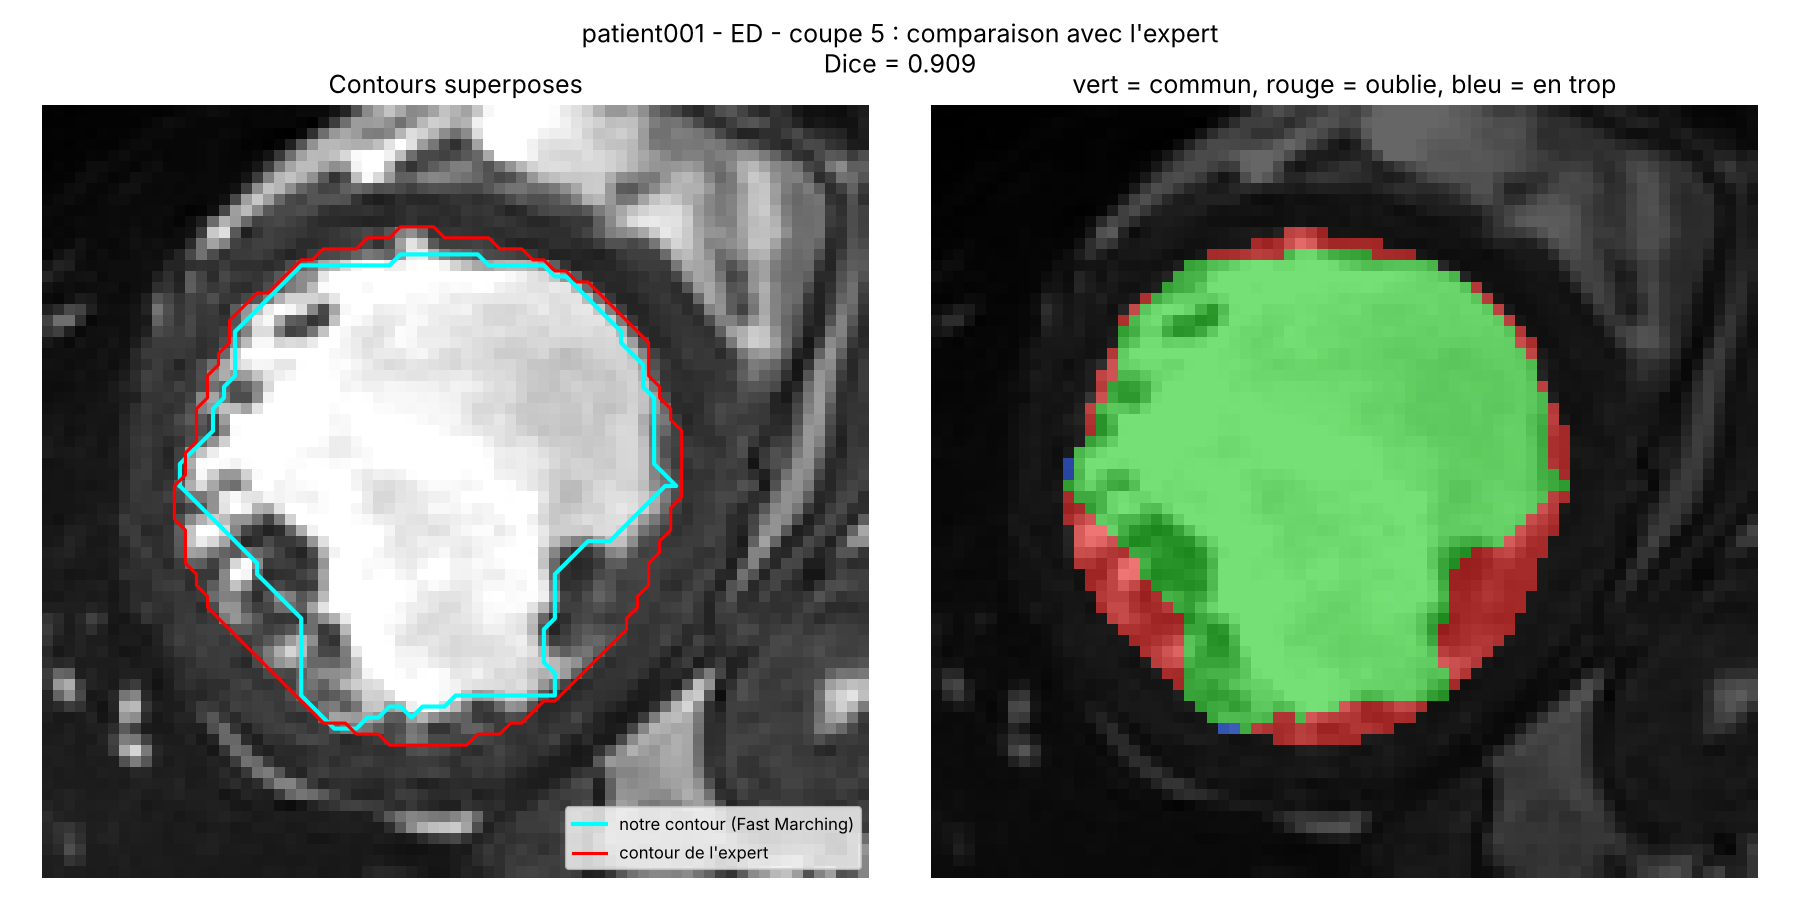 patient001 - ED - coupe 5 : comparaison avec l'expert
Dice = 0.909
Contours superposes
vert = commun, rouge = oublie, bleu = en trop
notre contour (Fast Marching)
contour de l'expert